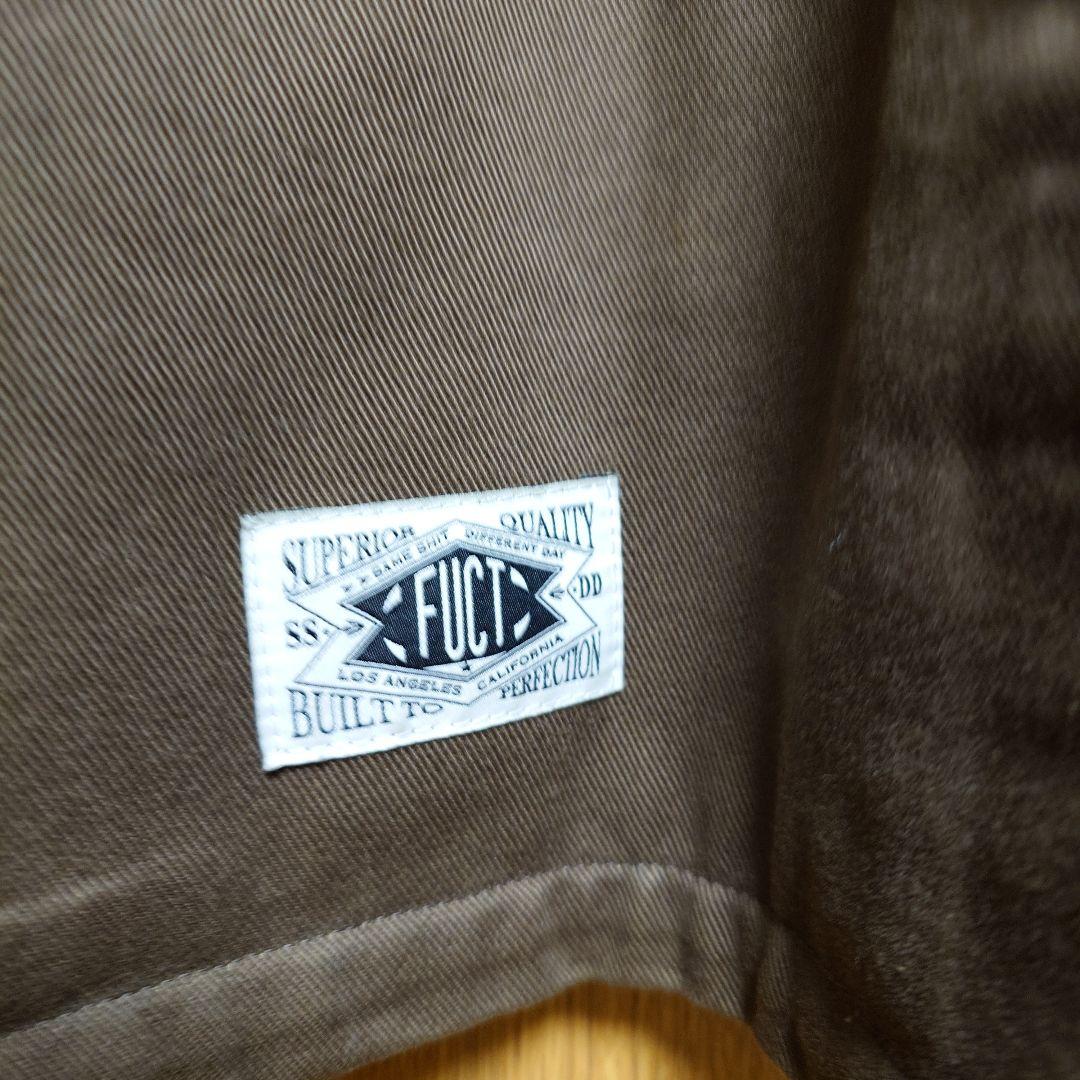 SUPERIOR QUALITY
SAME SHIT DIFFERENT DAY
SS· FUCT ·DD
LOS ANGELES CALIFORNIA
BUILT TO PERFECTION